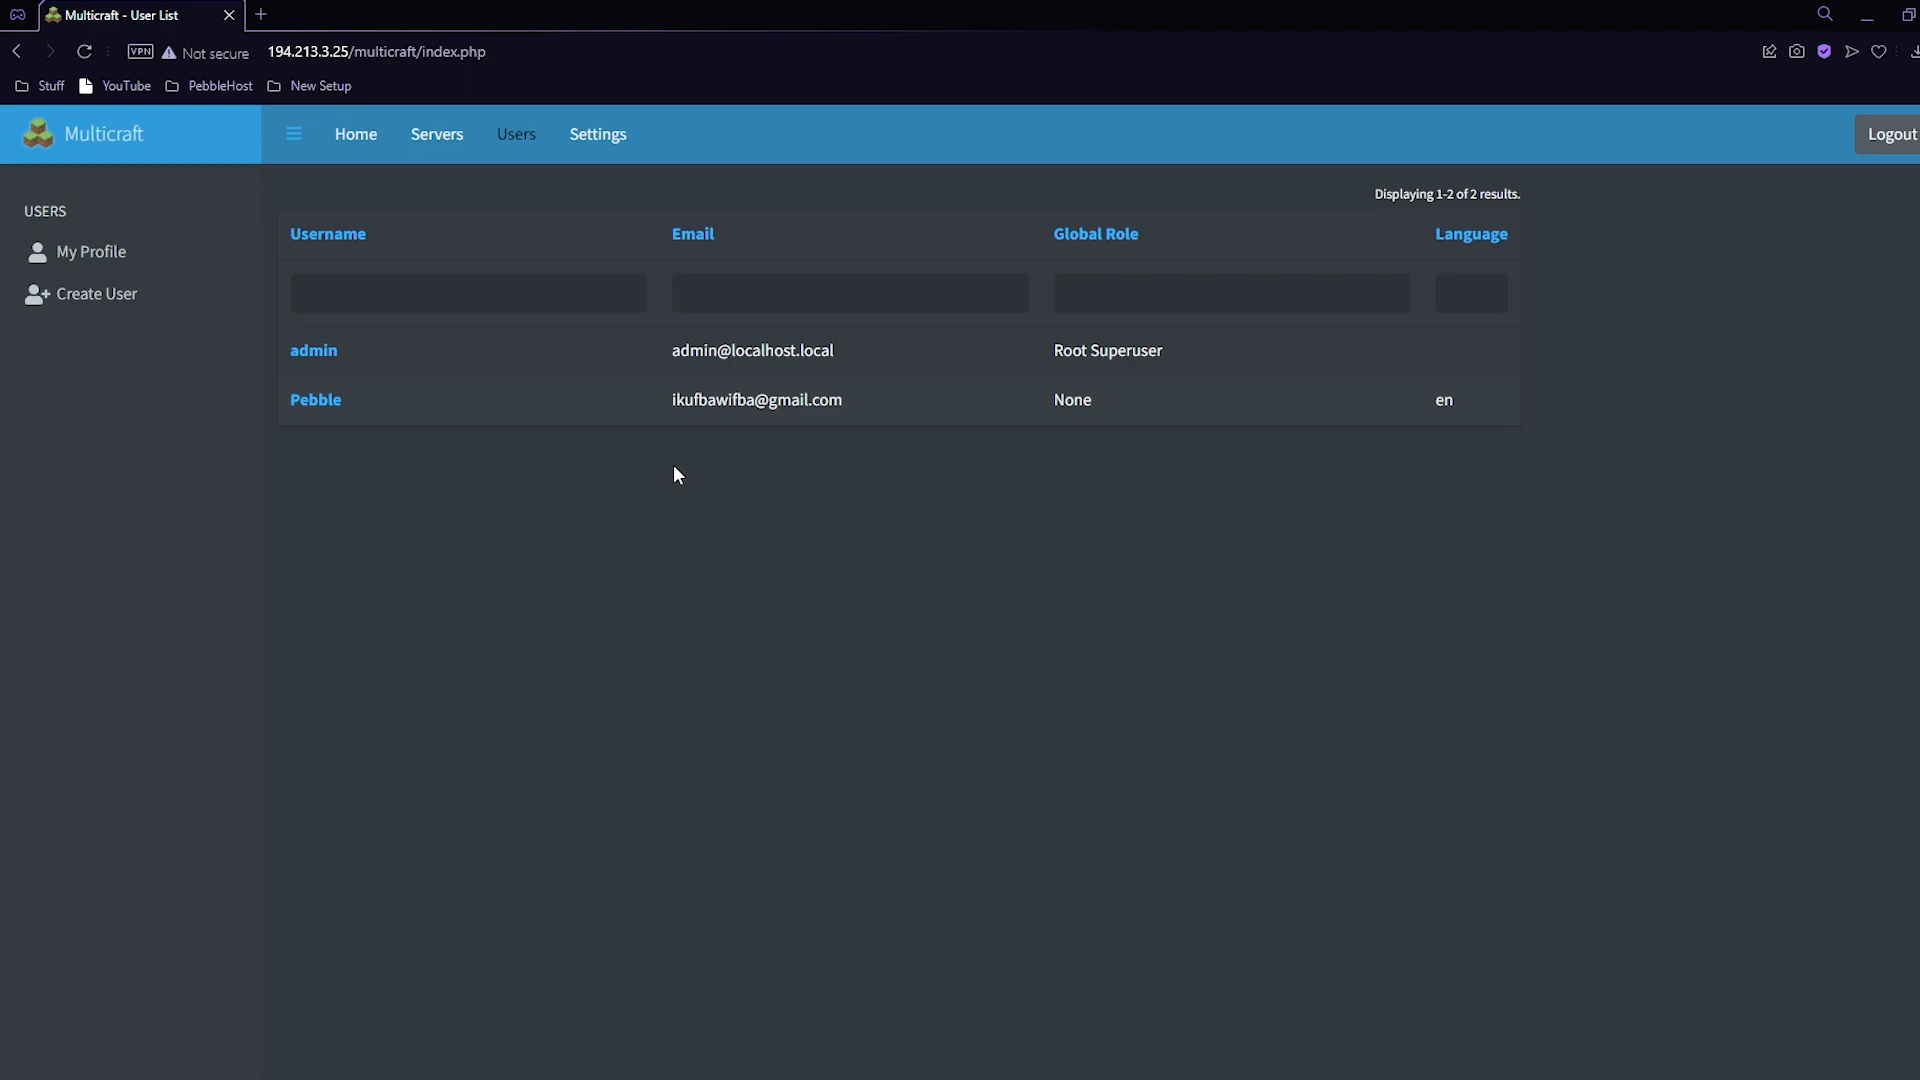 Multicraft - User List
VPN Not secure 194.213.3.25/multicraft/index.php
Stuff YouTube PebbleHost New Setup
Multicraft Home Servers Users Settings Logout
Displaying 1-2 of 2 results.
USERS
My Profile
Create User
Username Email Global Role Language
admin admin@localhost.local Root Superuser
Pebble ikufbawifba@gmail.com None en